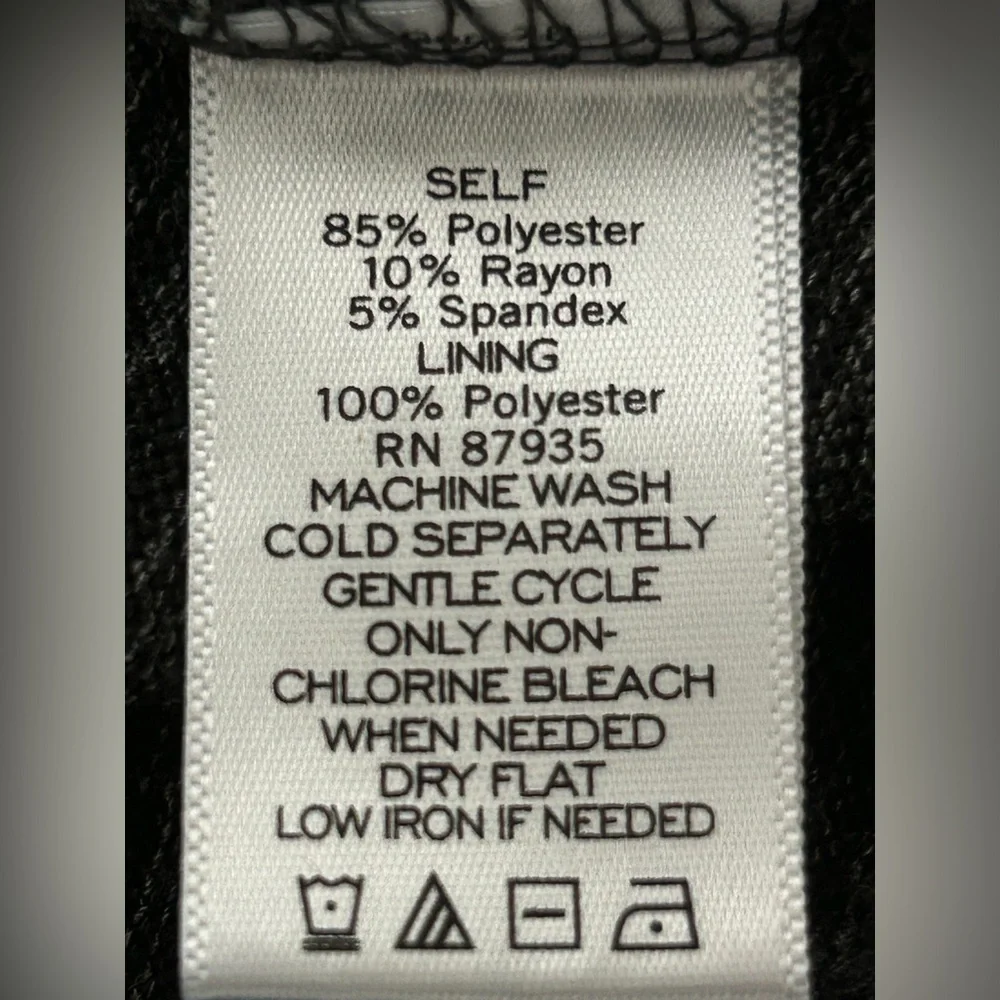 SELF
85% Polyester
10% Rayon
5% Spandex
LINING
100% Polyester
RN 87935
MACHINE WASH
COLD SEPARATELY
GENTLE CYCLE
ONLY NON-
CHLORINE BLEACH
WHEN NEEDED
DRY FLAT
LOW IRON IF NEEDED